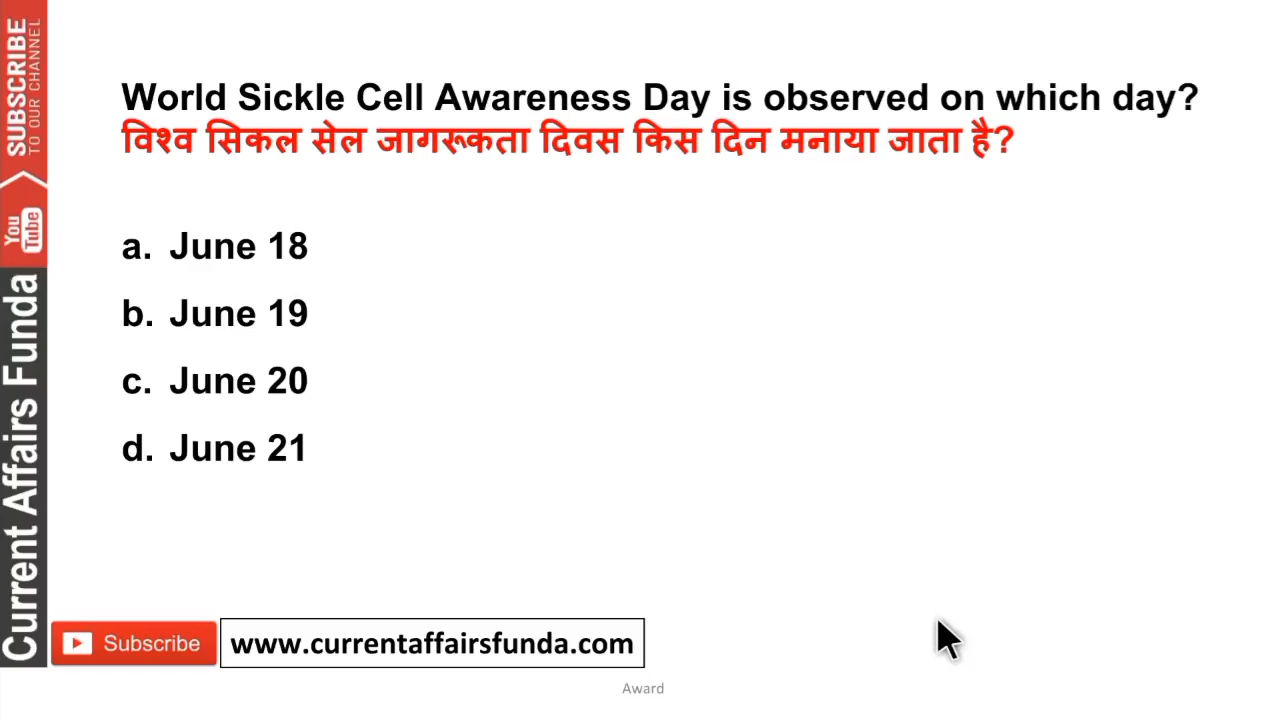 World Sickle Cell Awareness Day is observed on which day?
विश्व सिकल सेल जागरूकता दिवस किस दिन मनाया जाता है?
a. June 18
b. June 19
c. June 20
d. June 21
SUBSCRIBE
TO OUR CHANNEL
You
Tube
Current Affairs Funda
Subscribe
www.currentaffairsfunda.com
Award